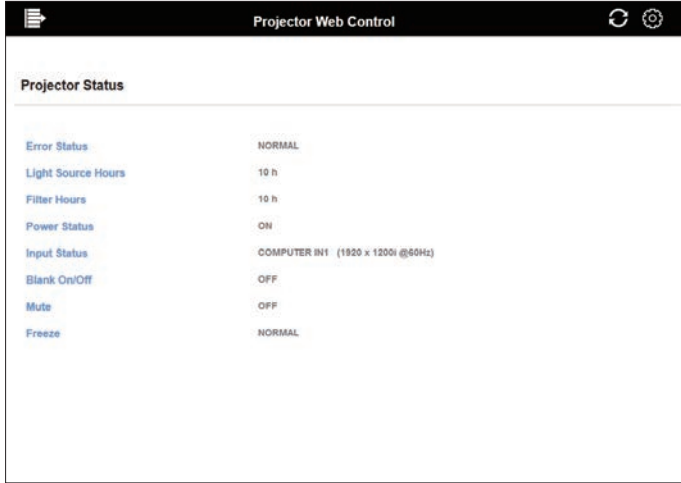 Projector Web Control
Projector Status
Error Status NORMAL
Light Source Hours 10 h
Filter Hours 10 h
Power Status ON
Input Status COMPUTER IN1 (1920 x 1200i @60Hz)
Blank On/Off OFF
Mute OFF
Freeze NORMAL